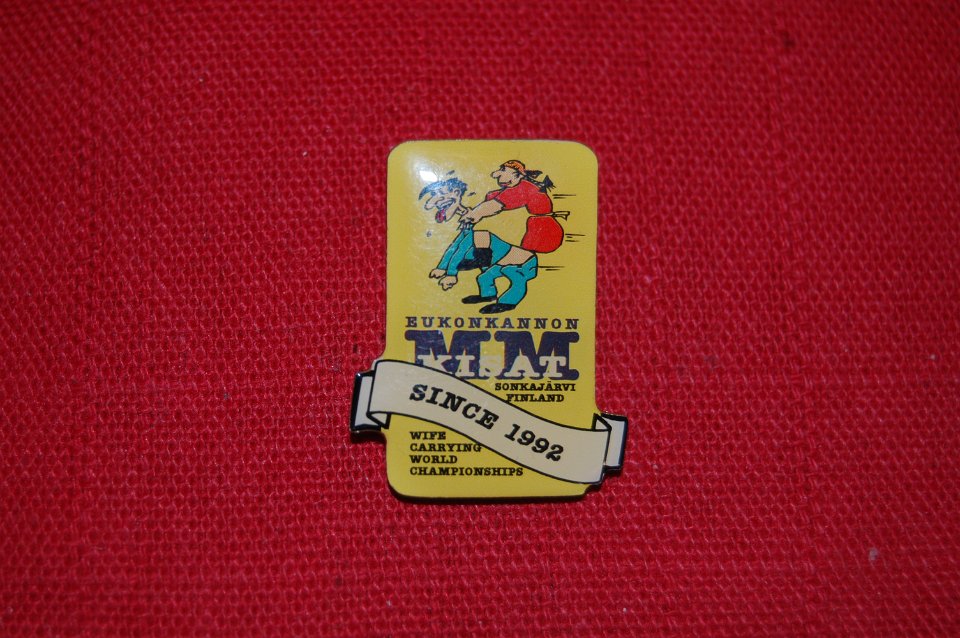 EUKONKANNON
MM
KISAT
SONKAJÄRVI
FINLAND
SINCE 1992
WIFE
CARRYING
WORLD
CHAMPIONSHIPS